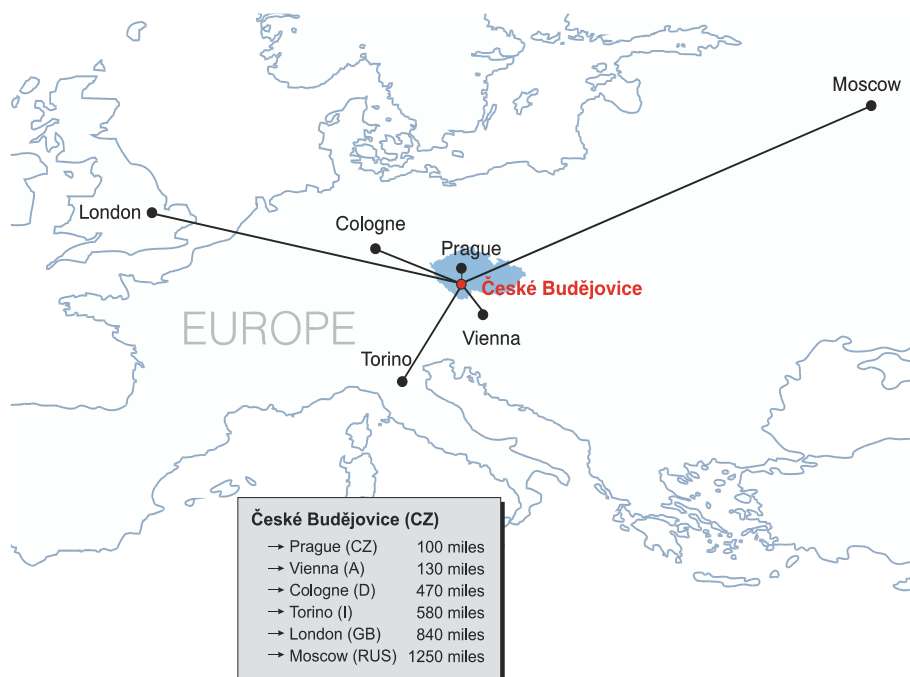 Moscow
London
Cologne
Prague
České Budějovice
EUROPE
Vienna
Torino
České Budějovice (CZ)
→ Prague (CZ) 100 miles
→ Vienna (A) 130 miles
→ Cologne (D) 470 miles
→ Torino (I) 580 miles
→ London (GB) 840 miles
→ Moscow (RUS) 1250 miles